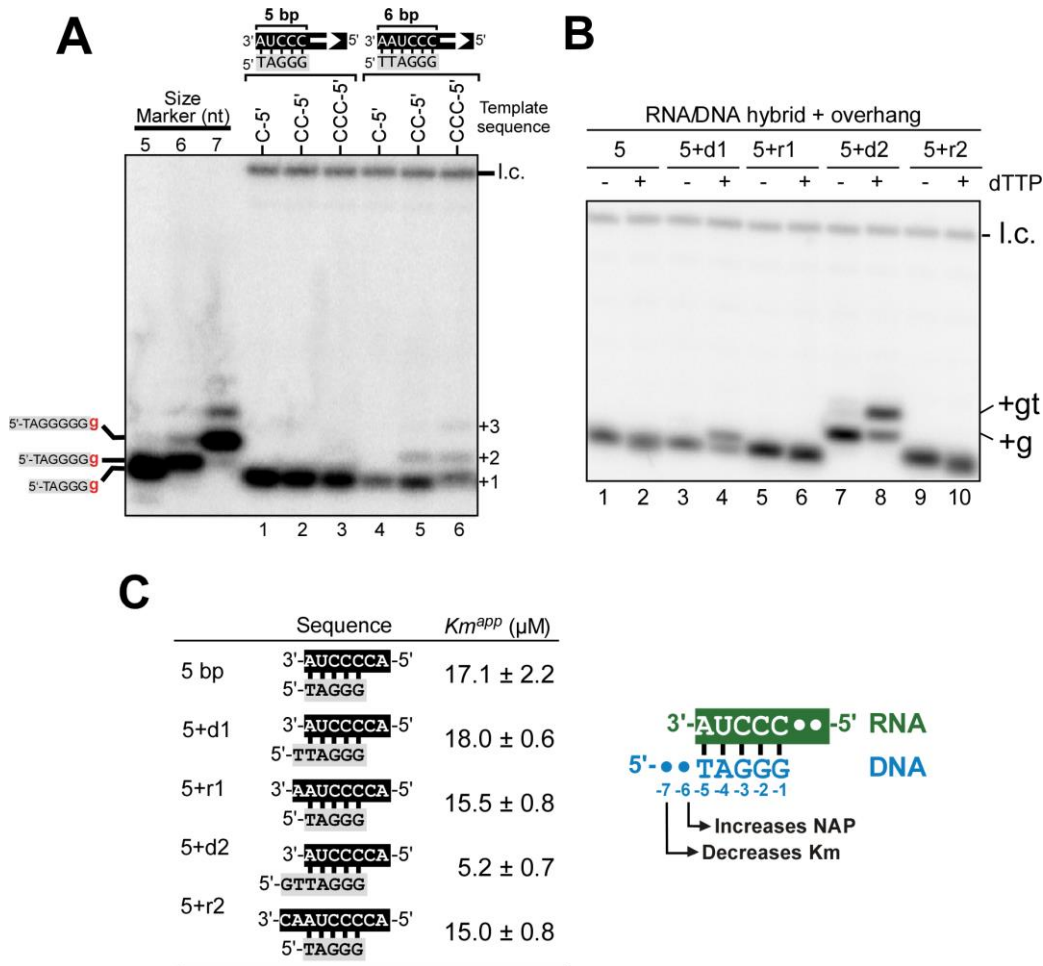 A
5 bp
6 bp
3'AUCCC 5'
5'TAGGG
3'AAUCCC 5'
5'TTAGGG
Size
Marker (nt)
5 6 7
C-5' CC-5' CCC-5' C-5' CC-5' CCC-5'
Template
sequence
l.c.
5'-TAGGGGGg
5'-TAGGGGg
5'-TAGGGg
+3
+2
+1
1 2 3 4 5 6
B
RNA/DNA hybrid + overhang
5 5+d1 5+r1 5+d2 5+r2
- + - + - + - + - + dTTP
- l.c.
+gt
+g
1 2 3 4 5 6 7 8 9 10
C
Sequence Km^app (µM)
5 bp 3'-AUCCCCA-5' 17.1 ± 2.2
5'-TAGGG
5+d1 3'-AUCCCCA-5' 18.0 ± 0.6
5'-TTAGGG
5+r1 3'-AAUCCCCA-5' 15.5 ± 0.8
5'-TAGGG
5+d2 3'-AUCCCCA-5' 5.2 ± 0.7
5'-GTTAGGG
5+r2 3'-CAAUCCCCA-5' 15.0 ± 0.8
5'-TAGGG
3'-AUCCC••-5' RNA
5'-••TAGGG DNA
-7 -6 -5 -4 -3 -2 -1
Increases NAP
Decreases Km